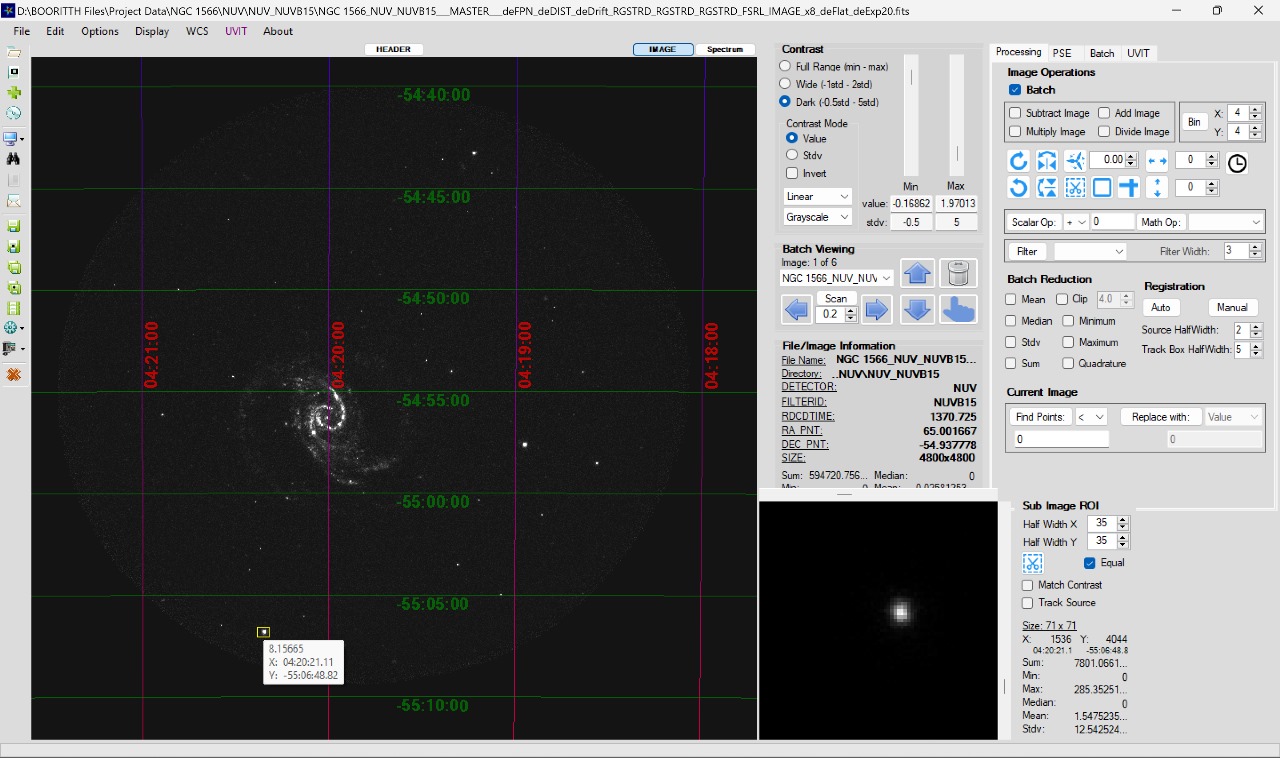 D:\BOORITTH Files\Project Data\NGC 1566\NUV\NUV_NUVB15\NGC 1566_NUV_NUVB15___MASTER___deFPN_deDIST_deDrift_RGSTRD_RGSTRD_RGSTRD_FSRL_IMAGE_x8_deFlat_deExp20.fits
File Edit Options Display WCS UVIT About
HEADER IMAGE Spectrum
-54:40:00
-54:45:00
-54:50:00
04:21:00 04:20:00 04:19:00 04:18:00
-54:55:00
-55:00:00
-55:05:00
8.15665
X: 04:20:21.11
Y: -55:06:48.82
-55:10:00
Contrast
Full Range (min - max)
Wide (-1std - 2std)
Dark (-0.5std - 5std)
Contrast Mode
Value
Stdv
Invert
Min Max
Linear
value: -0.16862 1.97013
Grayscale
stdv: -0.5 5
Batch Viewing
Image: 1 of 6
NGC 1566_NUV_NUV
Scan
0.2
File/Image Information
File Name: NGC 1566_NUV_NUVB15...
Directory: ..NUV\NUV_NUVB15
DETECTOR: NUV
FILTERID: NUVB15
RDCDTIME: 1370.725
RA_PNT: 65.001667
DEC_PNT: -54.937778
SIZE: 4800x4800
Sum: 594720.756... Median: 0
Min: 0 Mean: 0.02581253
Processing PSE Batch UVIT
Image Operations
Batch
Subtract Image Add Image
Multiply Image Divide Image
Bin X: 4
Y: 4
0.00 0
0
Scalar Op: + 0 Math Op:
Filter Filter Width: 3
Batch Reduction
Mean Clip 4.0
Median Minimum
Stdv Maximum
Sum Quadrature
Registration
Auto Manual
Source HalfWidth: 2
Track Box HalfWidth: 5
Current Image
Find Points: < Replace with: Value
0 0
Sub Image ROI
Half Width X 35
Half Width Y 35
Equal
Match Contrast
Track Source
Size: 71 x 71
X: 1536 Y: 4044
04:20:21.1 -55:06:48.8
Sum: 7801.0661...
Min: 0
Max: 285.35251...
Median: 0
Mean: 1.5475235...
Stdv: 12.542524...